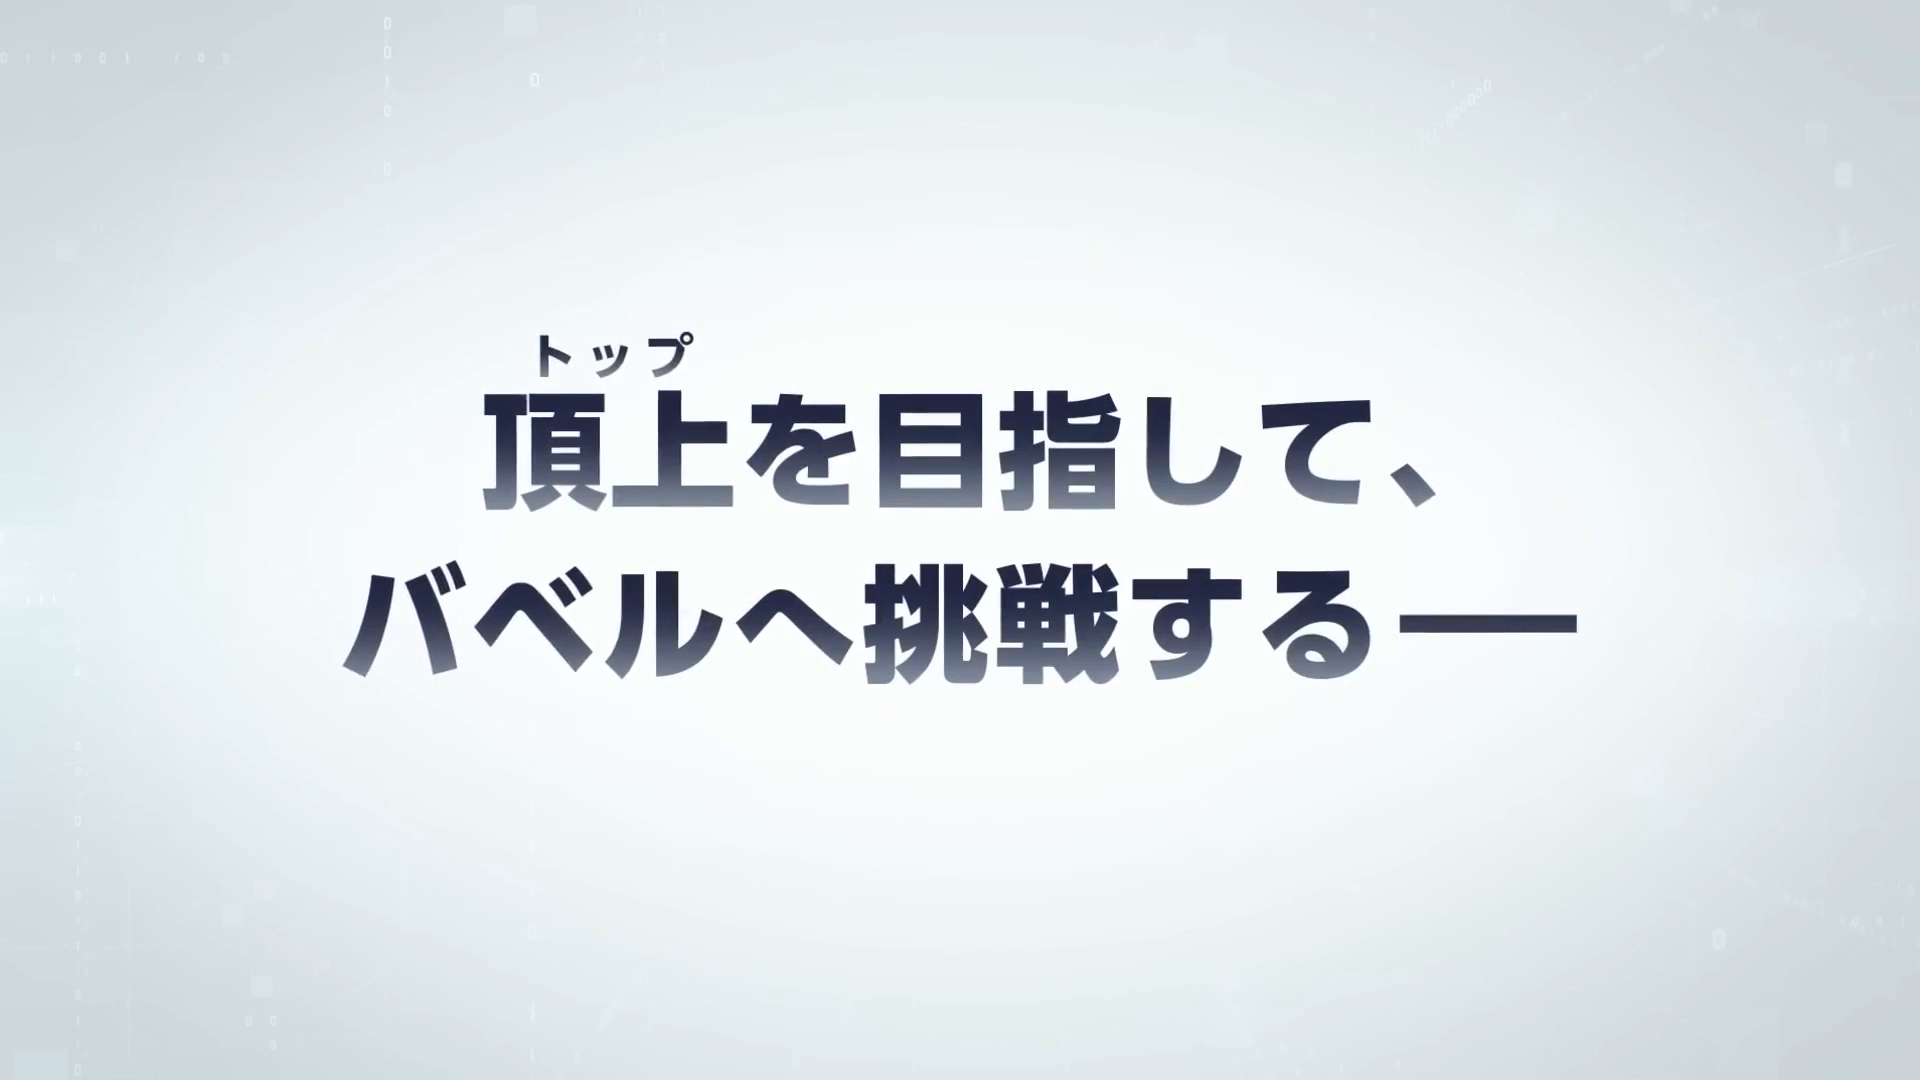 トップ
頂上を目指して、
バベルへ挑戦する―